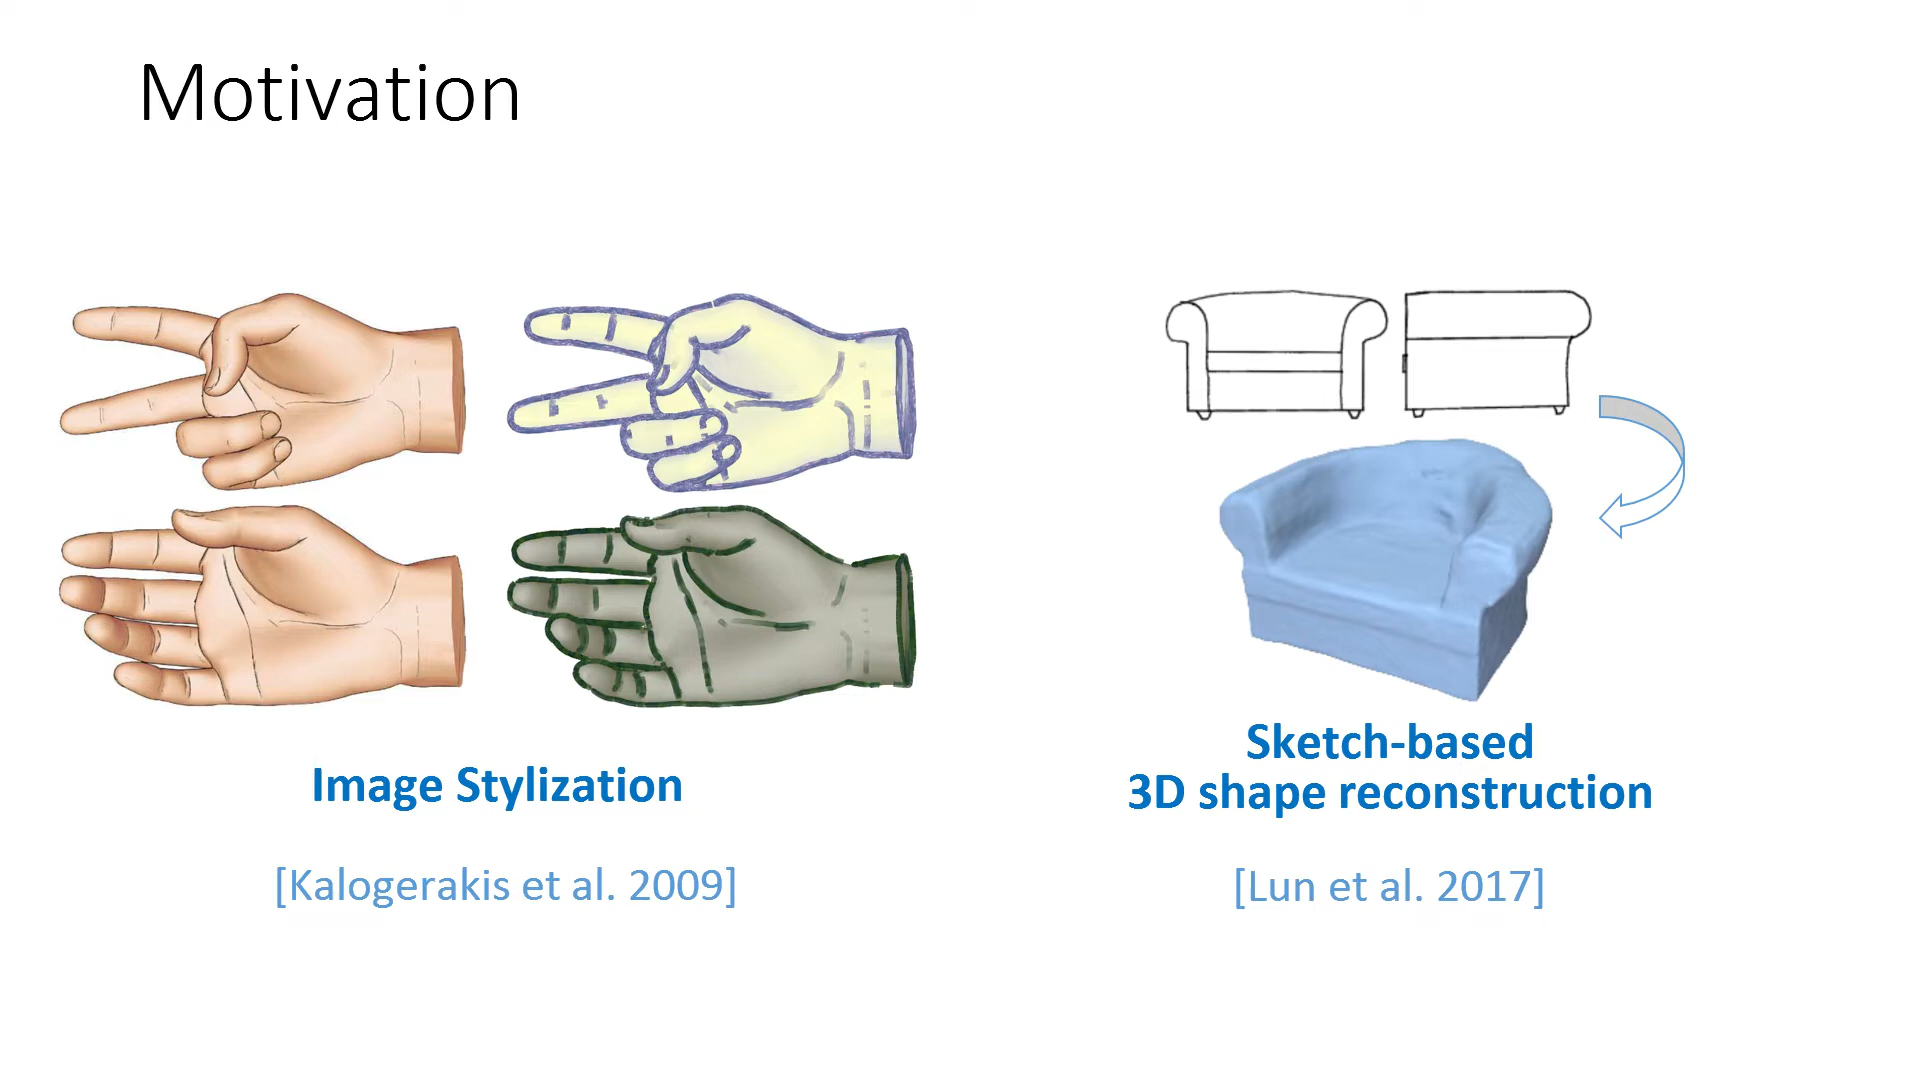 Motivation
Image Stylization
[Kalogerakis et al. 2009]
Sketch-based
3D shape reconstruction
[Lun et al. 2017]